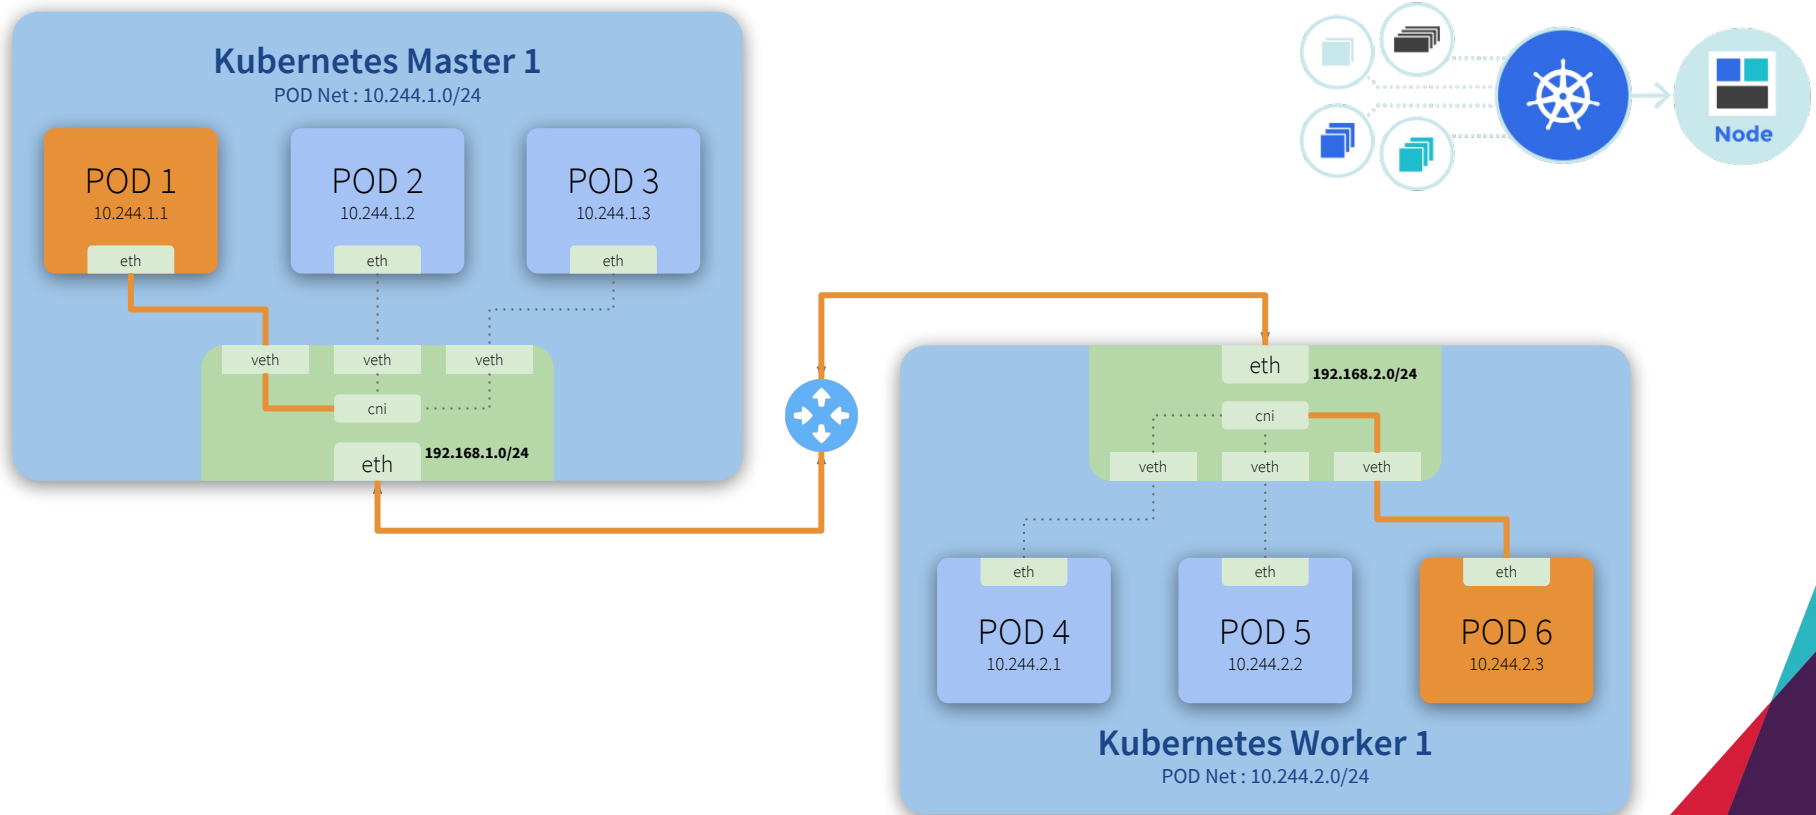 Kubernetes Master 1
POD Net : 10.244.1.0/24
POD 1
10.244.1.1
eth
POD 2
10.244.1.2
eth
POD 3
10.244.1.3
eth
veth
veth
veth
cni
eth
192.168.1.0/24
Node
eth
192.168.2.0/24
cni
veth
veth
veth
eth
POD 4
10.244.2.1
eth
POD 5
10.244.2.2
eth
POD 6
10.244.2.3
Kubernetes Worker 1
POD Net : 10.244.2.0/24